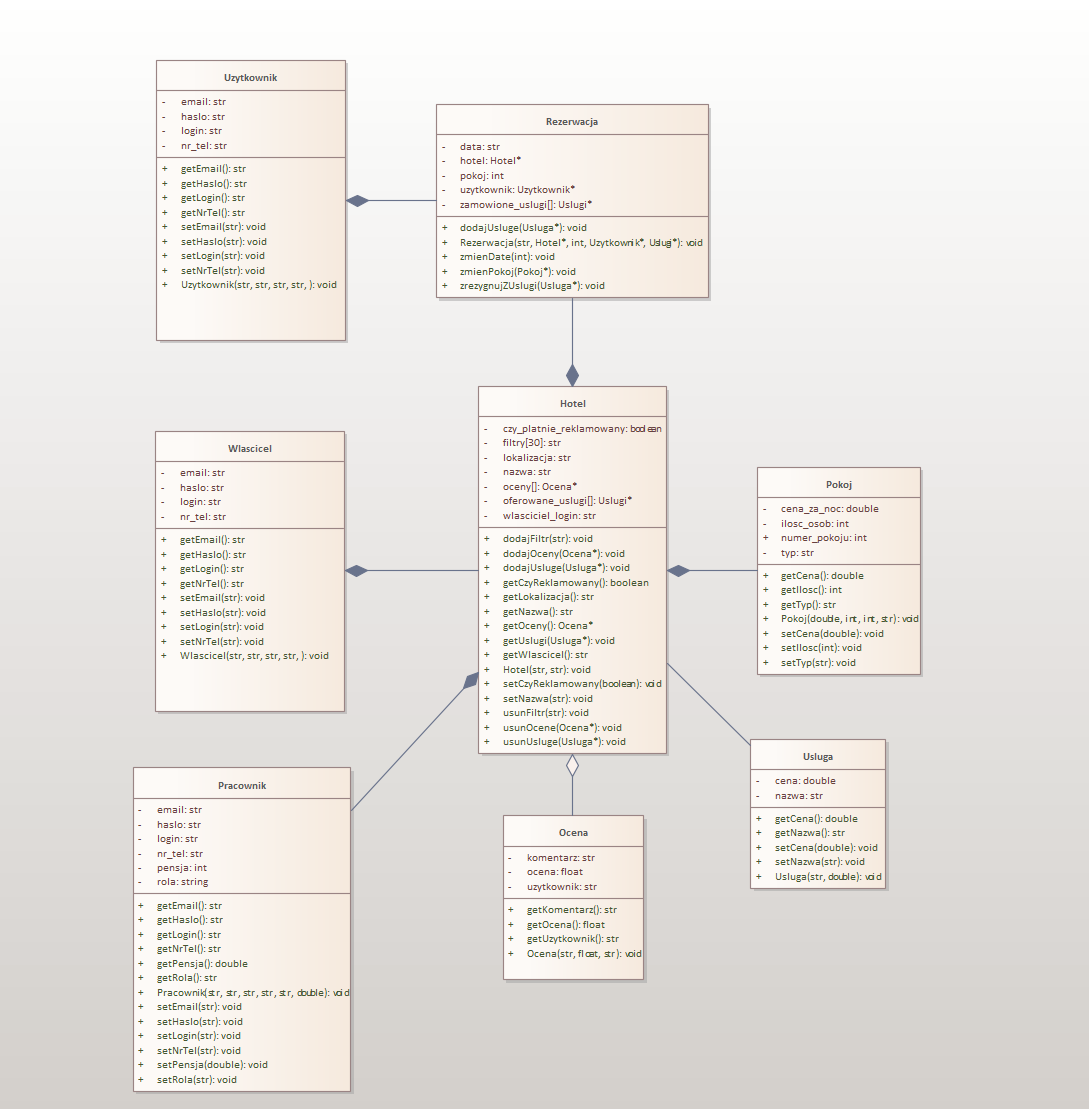 Uzytkownik
- email: str
- haslo: str
- login: str
- nr_tel: str
+ getEmail(): str
+ getHaslo(): str
+ getLogin(): str
+ getNrTel(): str
+ setEmail(str): void
+ setHaslo(str): void
+ setLogin(str): void
+ setNrTel(str): void
+ Uzytkownik(str, str, str, str, ): void
Rezerwacja
- data: str
- hotel: Hotel*
- pokoj: int
- uzytkownik: Uzytkownik*
- zamowione_uslugi[]: Uslugi*
+ dodajUsluge(Usluga*): void
+ Rezerwacja(str, Hotel*, int, Uzytkownik*, Uslugi*): void
+ zmienDate(int): void
+ zmienPokoj(Pokoj*): void
+ zrezygnujZUslugi(Usluga*): void
Hotel
- czy_platnie_reklamowany: boolean
- filtry[30]: str
- lokalizacja: str
- nazwa: str
- oceny[]: Ocena*
- oferowane_uslugi[]: Uslugi*
- wlasciciel_login: str
+ dodajFiltr(str): void
+ dodajOceny(Ocena*): void
+ dodajUsluge(Usluga*): void
+ getCzyReklamowany(): boolean
+ getLokalizacja(): str
+ getNazwa(): str
+ getOceny(): Ocena*
+ getUslugi(Usluga*): void
+ getWlascicel(): str
+ Hotel(str, str): void
+ setCzyReklamowany(boolean): void
+ setNazwa(str): void
+ usunFiltr(str): void
+ usunOcene(Ocena*): void
+ usunUsluge(Usluga*): void
Wlascicel
- email: str
- haslo: str
- login: str
- nr_tel: str
+ getEmail(): str
+ getHaslo(): str
+ getLogin(): str
+ getNrTel(): str
+ setEmail(str): void
+ setHaslo(str): void
+ setLogin(str): void
+ setNrTel(str): void
+ Wlascicel(str, str, str, str, ): void
Pokoj
- cena_za_noc: double
- ilosc_osob: int
+ numer_pokoju: int
- typ: str
+ getCena(): double
+ getIlosc(): int
+ getTyp(): str
+ Pokoj(double, int, int, str): void
+ setCena(double): void
+ setIlosc(int): void
+ setTyp(str): void
Usluga
- cena: double
- nazwa: str
+ getCena(): double
+ getNazwa(): str
+ setCena(double): void
+ setNazwa(str): void
+ Usluga(str, double): void
Pracownik
- email: str
- haslo: str
- login: str
- nr_tel: str
- pensja: int
- rola: string
+ getEmail(): str
+ getHaslo(): str
+ getLogin(): str
+ getNrTel(): str
+ getPensja(): double
+ getRola(): str
+ Pracownik(str, str, str, str, str, double): void
+ setEmail(str): void
+ setHaslo(str): void
+ setLogin(str): void
+ setNrTel(str): void
+ setPensja(double): void
+ setRola(str): void
Ocena
- komentarz: str
- ocena: float
- uzytkownik: str
+ getKomentarz(): str
+ getOcena(): float
+ getUzytkownik(): str
+ Ocena(str, float, str): void